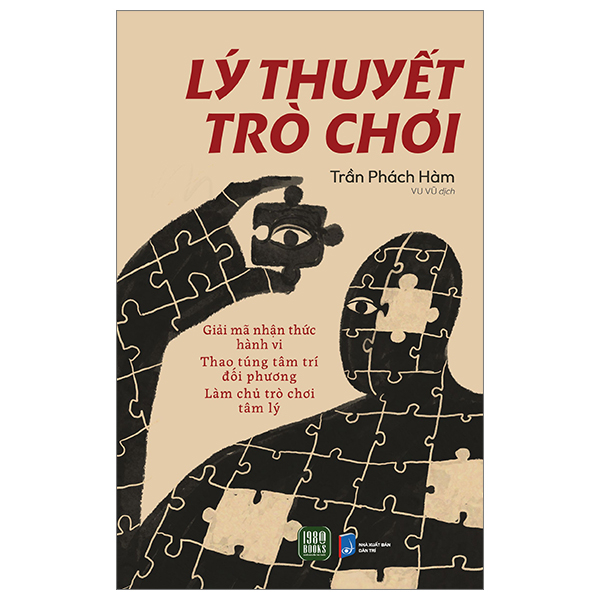 LÝ THUYẾT
TRÒ CHƠI
Trần Phách Hàm
VU VŨ dịch
Giải mã nhận thức
hành vi
Thao túng tâm trí
đối phương
Làm chủ trò chơi
tâm lý
1980
BOOKS
NHÀ XUẤT BẢN
DÂN TRÍ